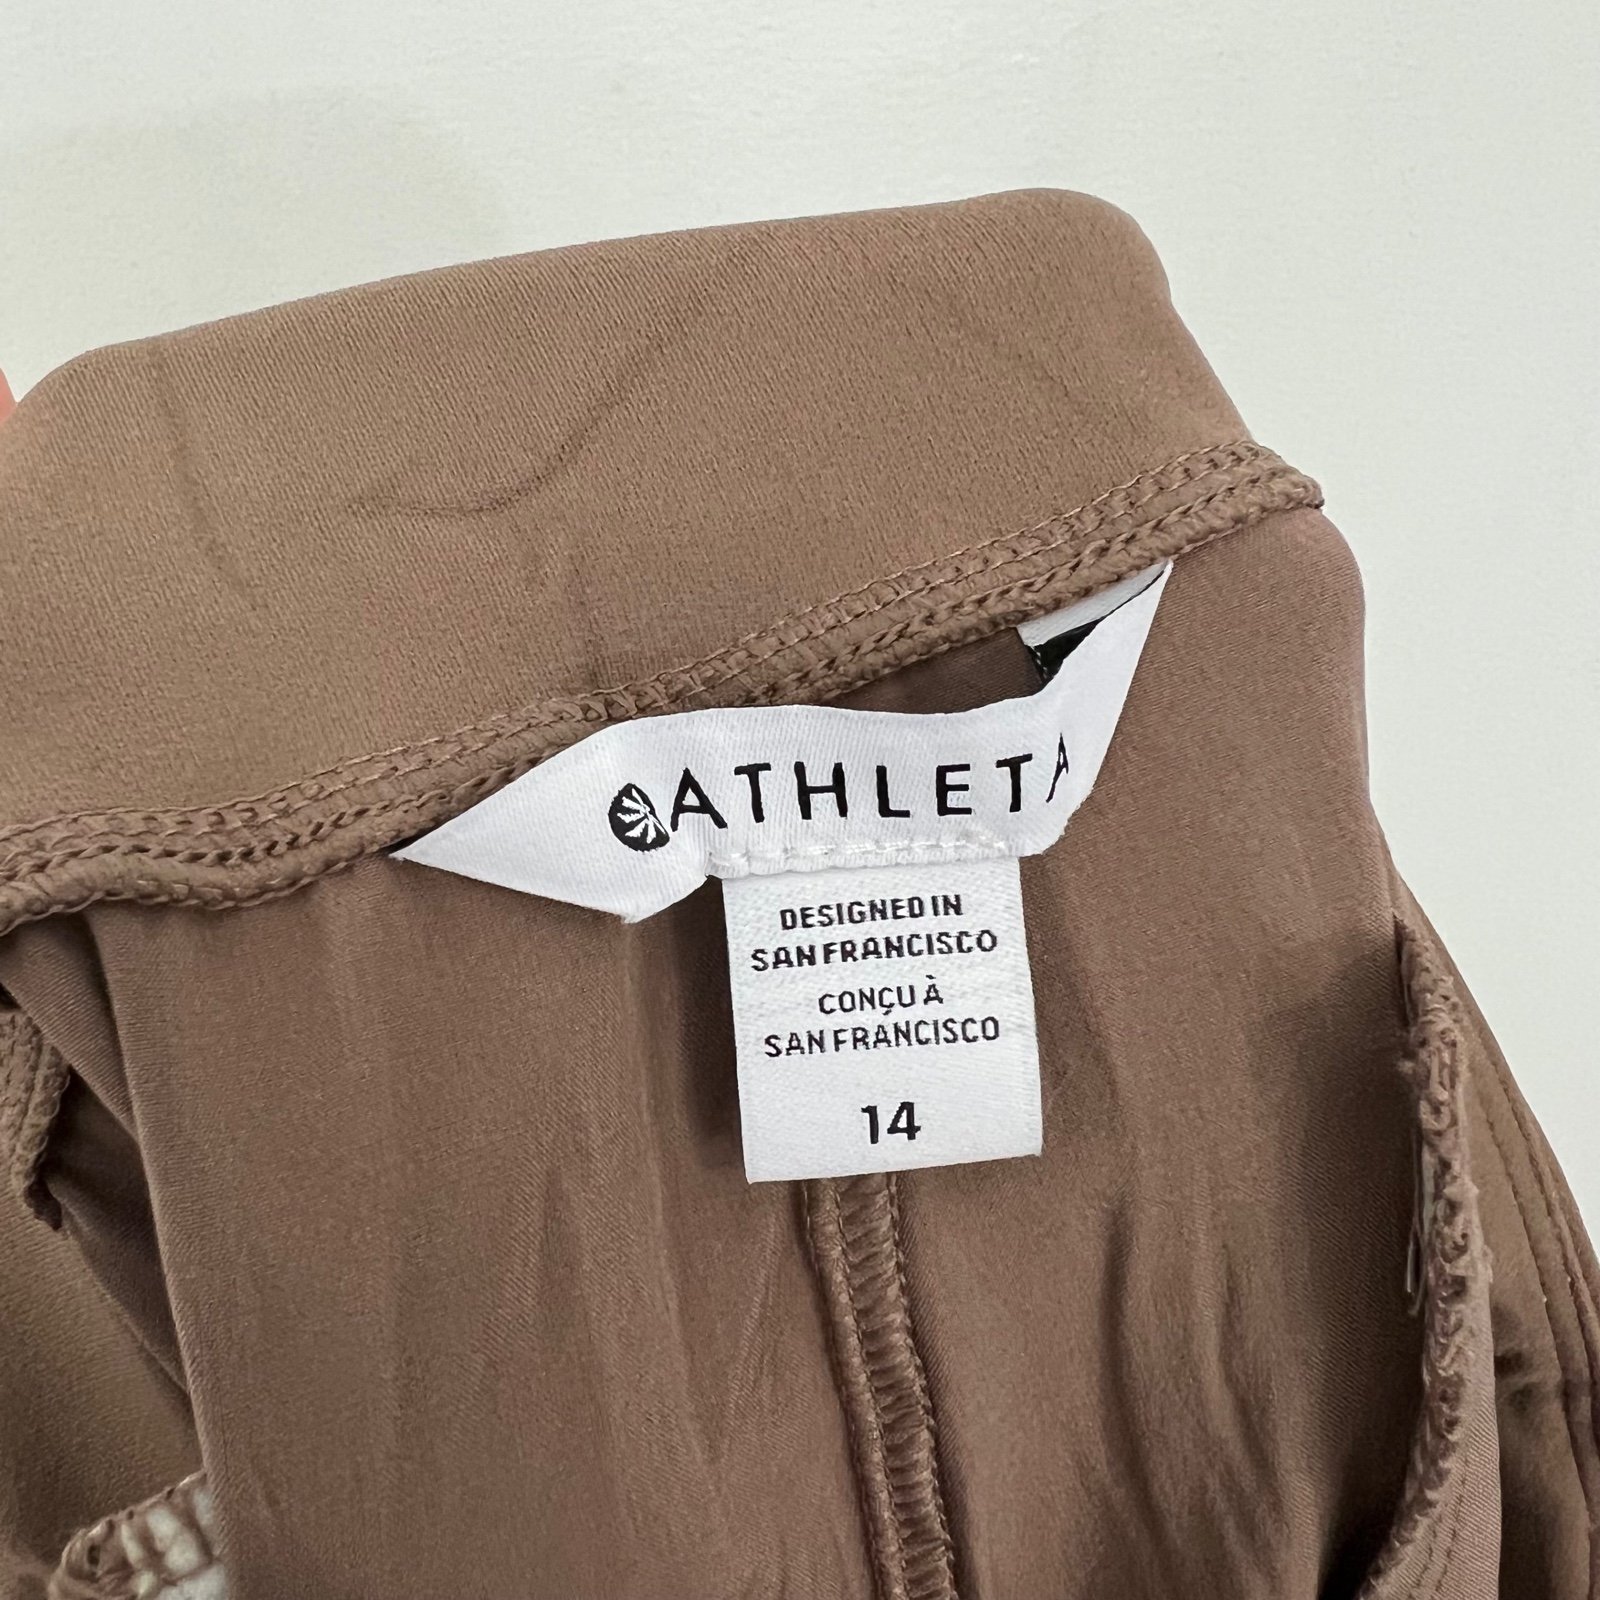 ATHLETA
DESIGNED IN
SAN FRANCISCO
CONÇU À
SAN FRANCISCO
14